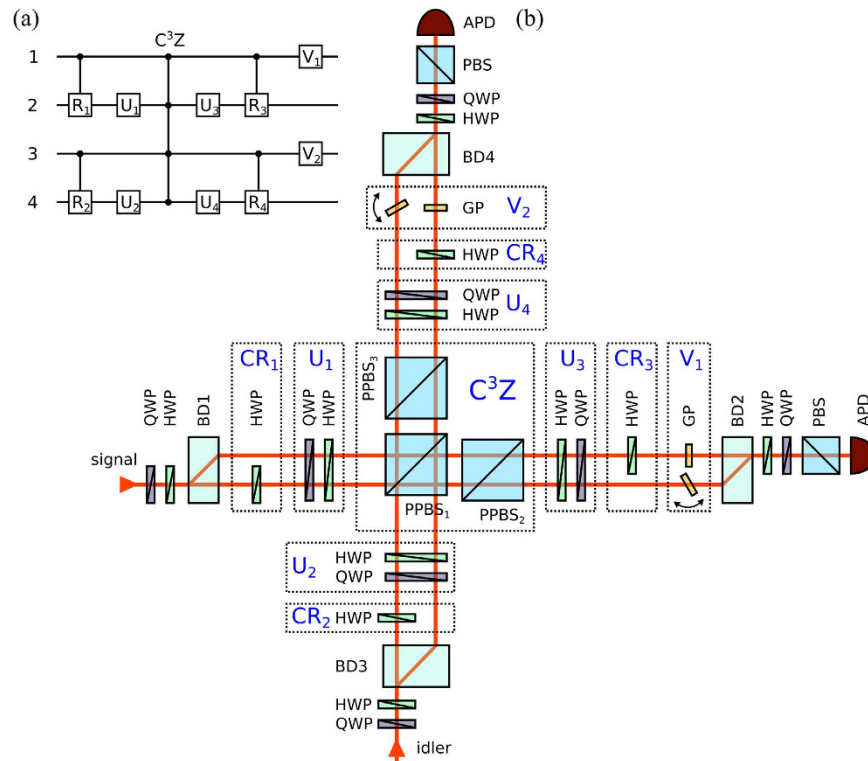 (a)
C³Z
1
V₁
2
R₁
U₁
U₃
R₃
3
V₂
4
R₂
U₂
U₄
R₄
(b)
APD
PBS
QWP
HWP
BD4
GP
V₂
HWP
CR₄
QWP
U₄
HWP
PPBS₃
C³Z
PPBS₁
PPBS₂
signal
QWP
HWP
BD1
CR₁
HWP
U₁
QWP
HWP
U₃
HWP
QWP
CR₃
HWP
V₁
GP
BD2
HWP
QWP
PBS
APD
U₂
HWP
QWP
CR₂
HWP
BD3
HWP
QWP
idler